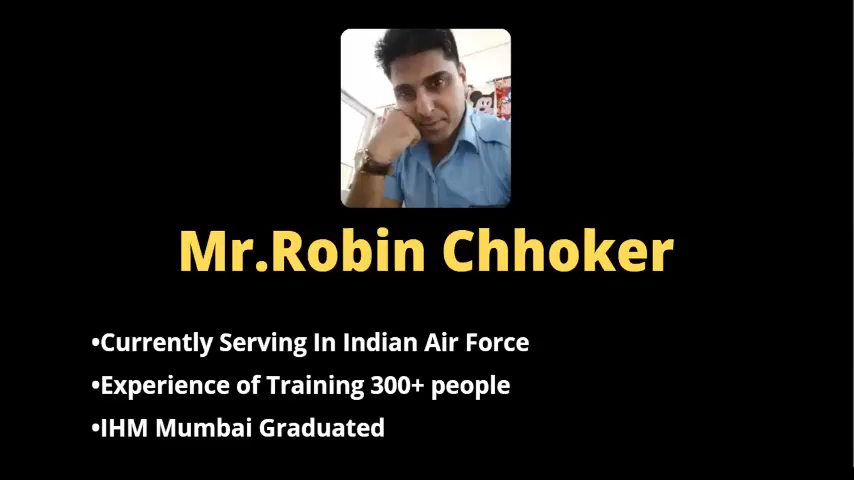 Mr.Robin Chhoker
•Currently Serving In Indian Air Force
•Experience of Training 300+ people
•IHM Mumbai Graduated